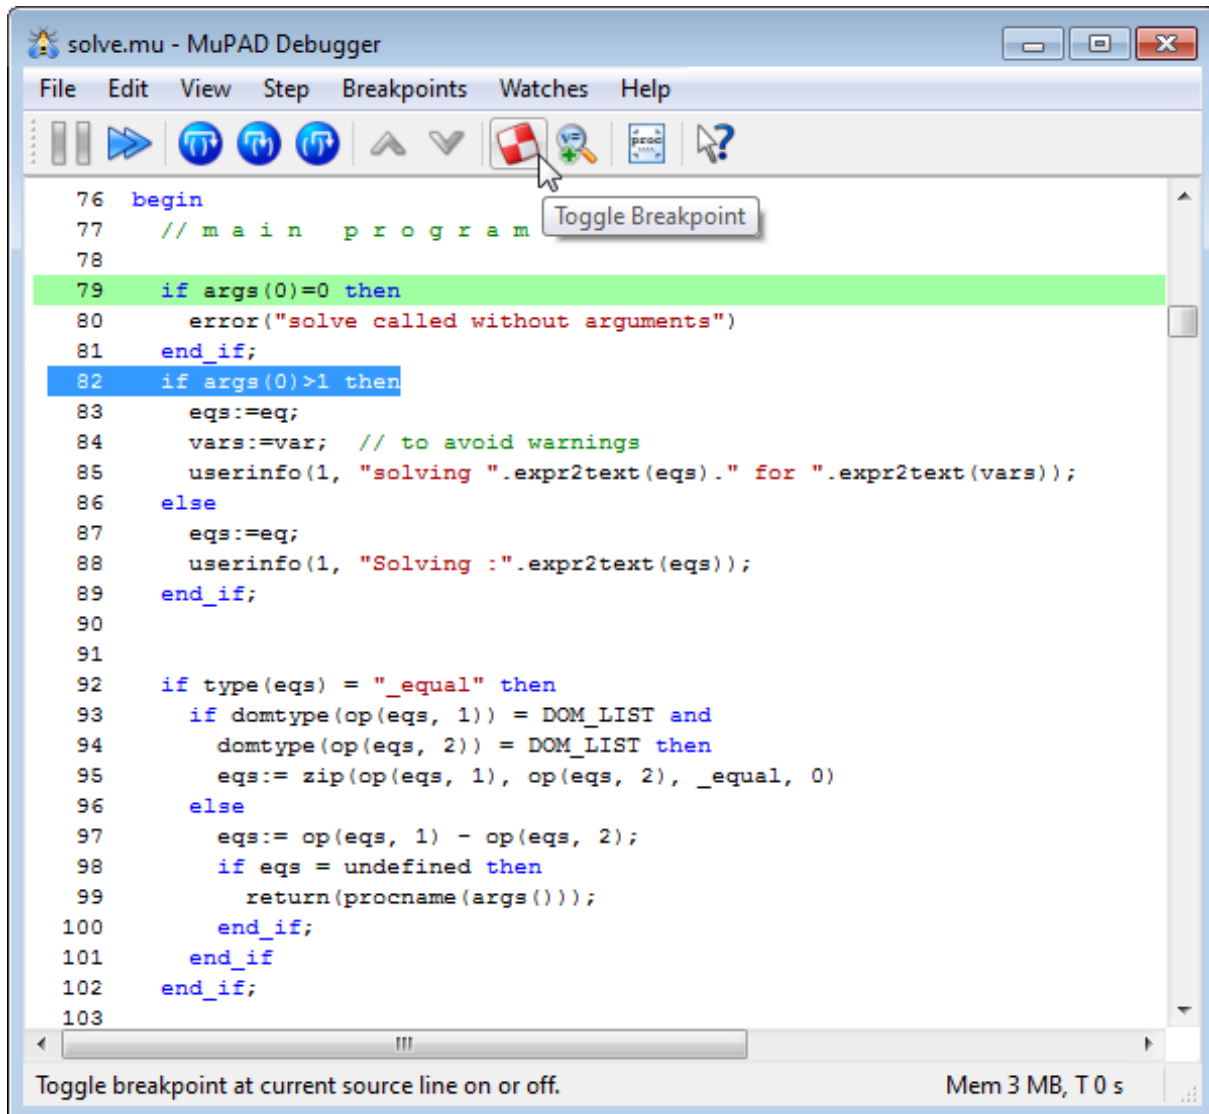 solve.mu - MuPAD Debugger
File Edit View Step Breakpoints Watches Help
v=
proc
Toggle Breakpoint
76 begin
77 // m a i n p r o g r a m
78
79 if args(0)=0 then
80 error("solve called without arguments")
81 end_if;
82 if args(0)>1 then
83 eqs:=eq;
84 vars:=var; // to avoid warnings
85 userinfo(1, "solving ".expr2text(eqs)." for ".expr2text(vars));
86 else
87 eqs:=eq;
88 userinfo(1, "Solving :".expr2text(eqs));
89 end_if;
90
91
92 if type(eqs) = "_equal" then
93 if domtype(op(eqs, 1)) = DOM_LIST and
94 domtype(op(eqs, 2)) = DOM_LIST then
95 eqs:= zip(op(eqs, 1), op(eqs, 2), _equal, 0)
96 else
97 eqs:= op(eqs, 1) - op(eqs, 2);
98 if eqs = undefined then
99 return(procname(args()));
100 end_if;
101 end_if
102 end_if;
103
Toggle breakpoint at current source line on or off. Mem 3 MB, T 0 s